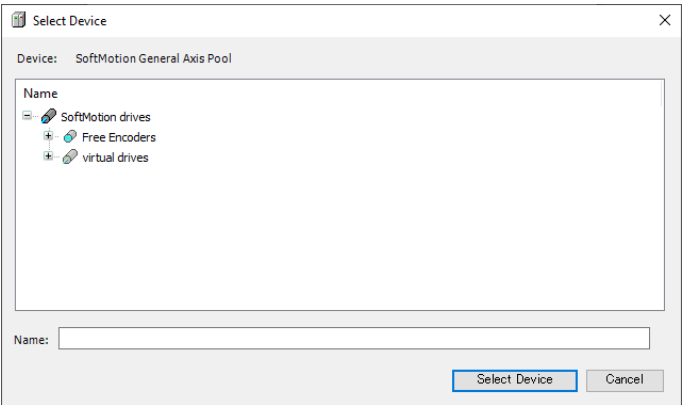 Select Device
Device: SoftMotion General Axis Pool
Name
SoftMotion drives
Free Encoders
virtual drives
Name:
Select Device Cancel